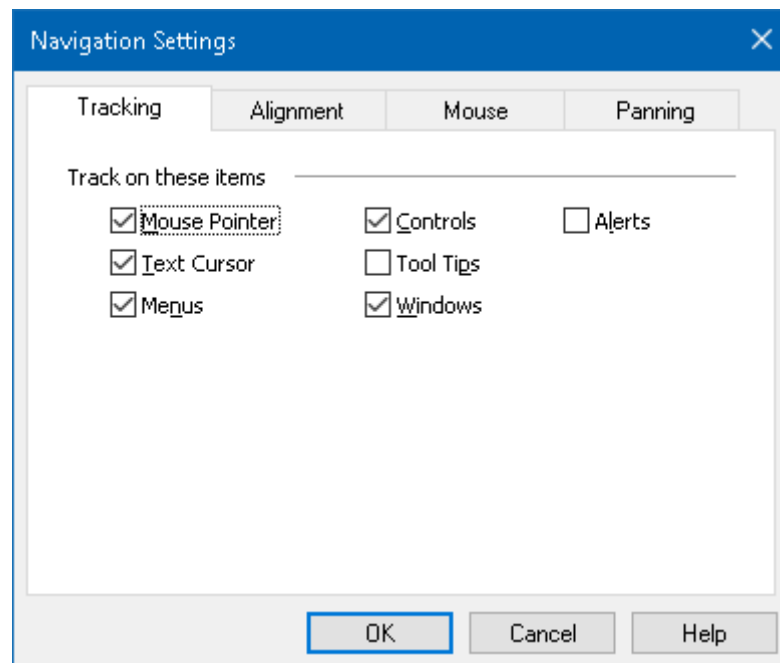 Navigation Settings
Tracking Alignment Mouse Panning
Track on these items
Mouse Pointer Controls Alerts
Text Cursor Tool Tips
Menus Windows
OK Cancel Help